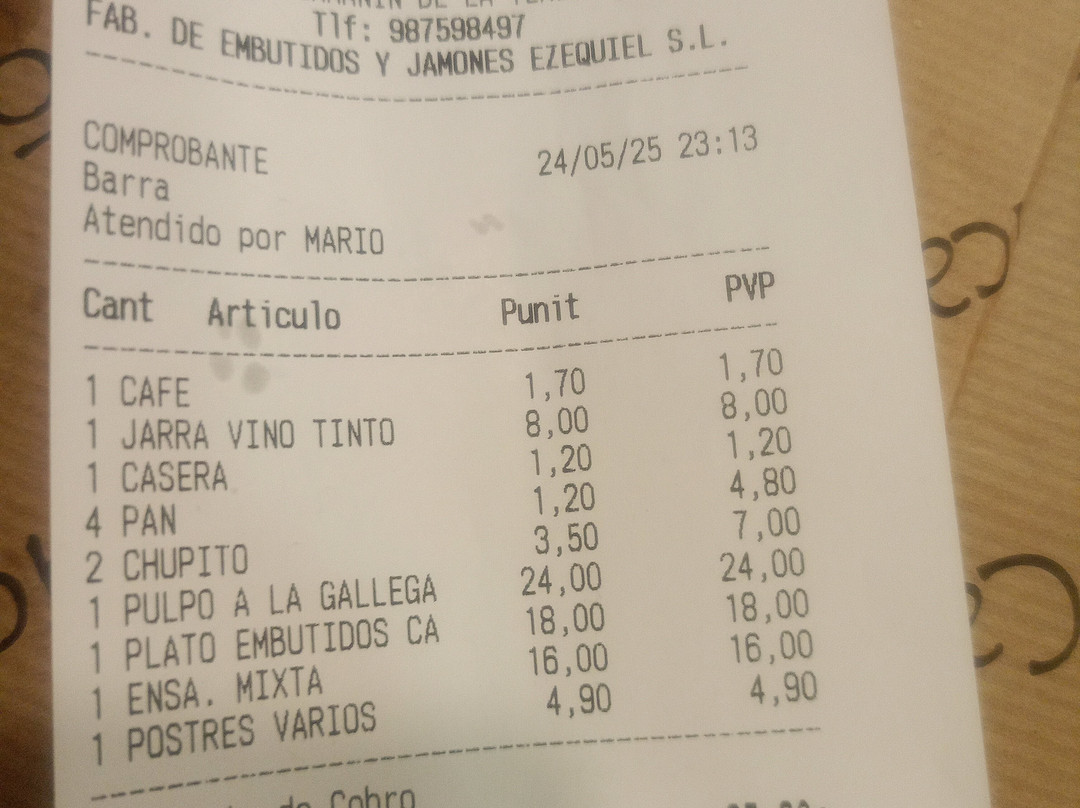 Tlf: 987598497
FAB. DE EMBUTIDOS Y JAMONES EZEQUIEL S.L.
COMPROBANTE 24/05/25 23:13
Barra
Atendido por MARIO
Cant Articulo Punit PVP
1 CAFE 1,70 1,70
1 JARRA VINO TINTO 8,00 8,00
1 CASERA 1,20 1,20
4 PAN 1,20 4,80
2 CHUPITO 3,50 7,00
1 PULPO A LA GALLEGA 24,00 24,00
1 PLATO EMBUTIDOS CA 18,00 18,00
1 ENSA. MIXTA 16,00 16,00
1 POSTRES VARIOS 4,90 4,90
de Cobro